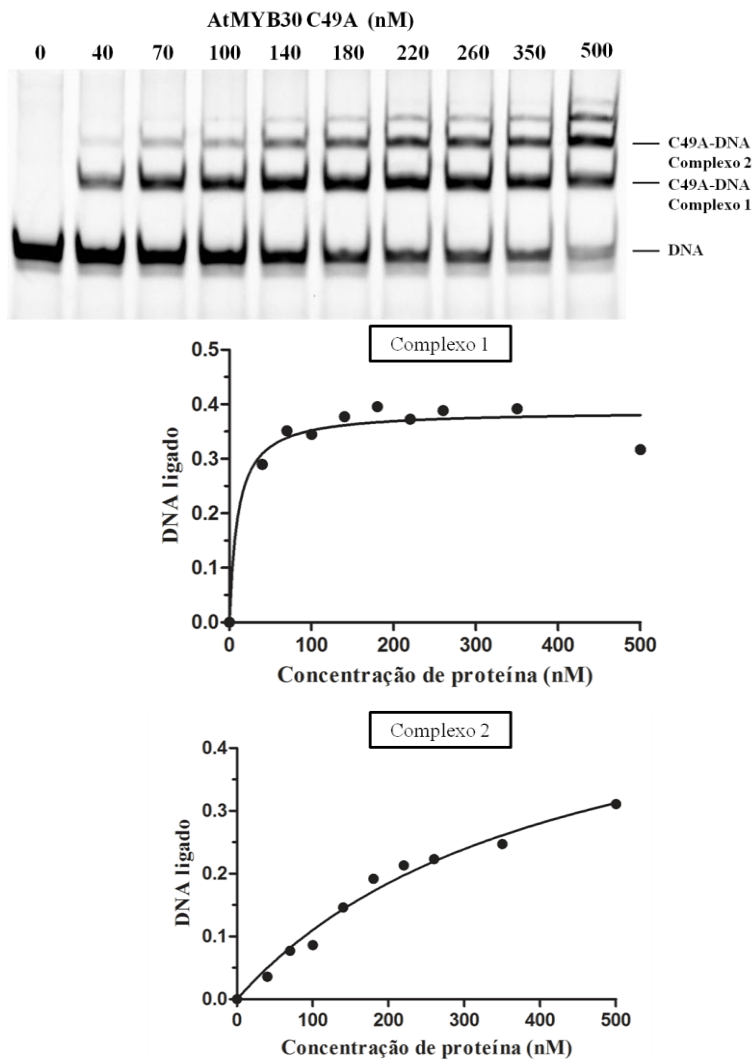 AtMYB30 C49A (nM)
0 40 70 100 140 180 220 260 350 500
C49A-DNA
Complexo 2
C49A-DNA
Complexo 1
DNA
Complexo 1
DNA ligado
0.5
0.4
0.3
0.2
0.1
0.0
0 100 200 300 400 500
Concentração de proteína (nM)
Complexo 2
DNA ligado
0.4
0.3
0.2
0.1
0.0
0 100 200 300 400 500
Concentração de proteína (nM)